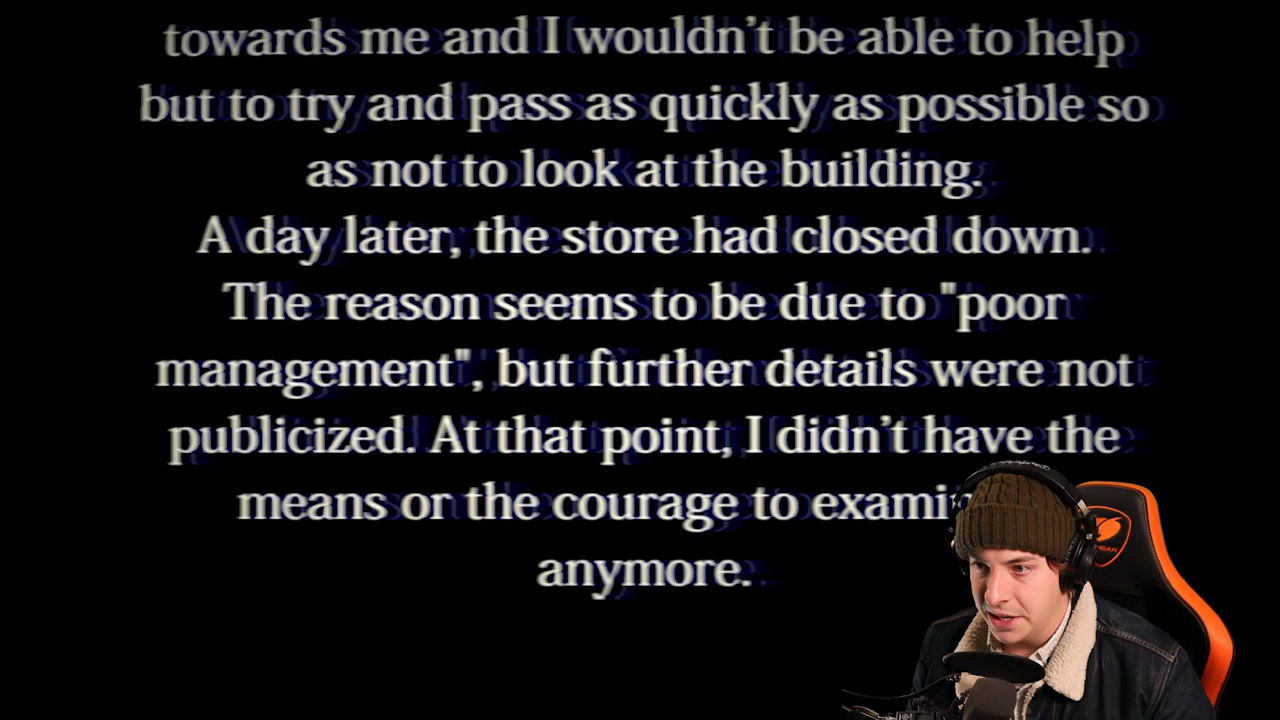 towards me and I wouldn’t be able to help
but to try and pass as quickly as possible so
as not to look at the building.
A day later, the store had closed down.
The reason seems to be due to "poor
management", but further details were not
publicized. At that point, I didn’t have the
means or the courage to
anymore.